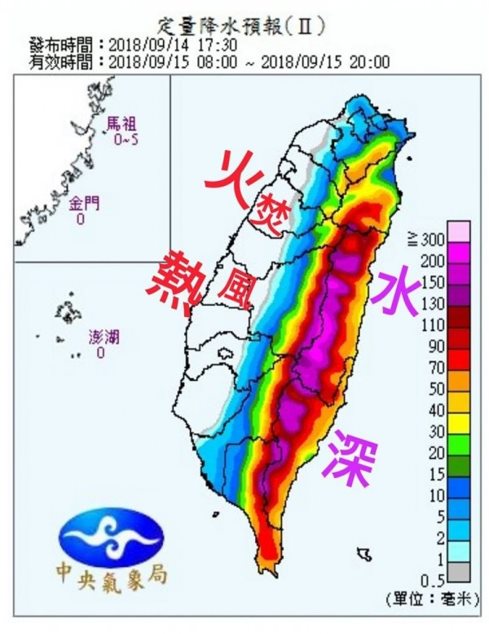 定量降水預報(Ⅱ)
發布時間：2018/09/14 17:30
有效時間：2018/09/15 08:00 ~ 2018/09/15 20:00
馬祖
0~5
金門
0
澎湖
0
火焚
熱風
水
深
≧300
200
150
130
110
90
70
50
40
30
20
15
10
5
2
1
0.5
(單位：毫米)
中央氣象局